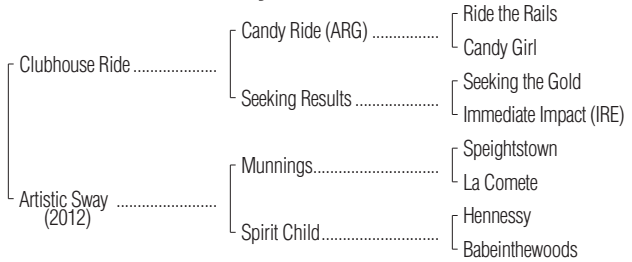 Ride the Rails
Candy Ride (ARG) ................
Candy Girl
Clubhouse Ride .....................
Seeking the Gold
Seeking Results .....................
Immediate Impact (IRE)
Speightstown
Munnings................................
La Comete
Artistic Sway .........................
(2012)
Hennessy
Spirit Child..............................
Babeinthewoods